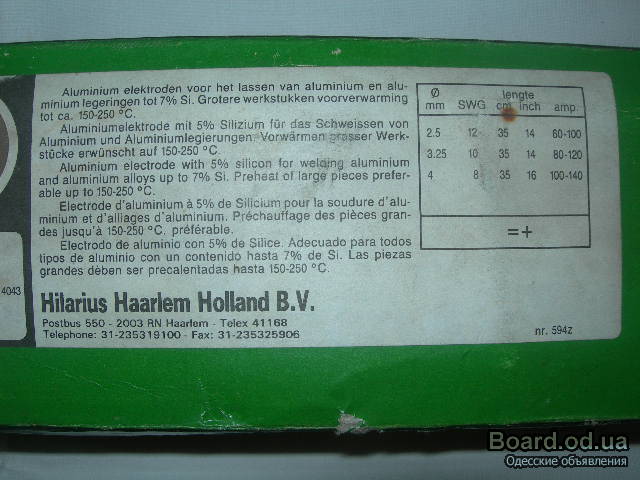 Aluminium elektroden voor het lassen van aluminium en alu-
minium legeringen tot 7% Si. Grotere werkstukken voorverwarming
tot ca. 150-250 °C.
Aluminiumelektrode mit 5% Silizium für das Schweissen von
Aluminium und Aluminiumlegierungen. Vorwärmen grasser Werk-
stücke erwünscht auf 150-250 °C.
Aluminium electrode with 5% silicon for welding aluminium
and aluminium alloys up to 7% Si. Preheat of large pieces prefer-
able up to 150-250 °C.
Electrode d'aluminium à 5% de Silicium pour la soudure d'alu-
minium et d'alliages d'aluminium. Préchauffage des pièces gran-
des jusqu'à 150-250 °C. préférable.
Electrodo de aluminio con 5% de Silice. Adecuado para todos
tipos de aluminio con un contenido hasta 7% de Si. Las piezas
grandes dében ser precalentadas hasta 150-250 °C.
Hilarius Haarlem Holland B.V.
Postbus 550 - 2003 RN Haarlem - Telex 41168
Telephone: 31-235319100 - Fax: 31-235325906
4043
Ø lengte
mm SWG cm inch amp.
2.5 12 35 14 60-100
3.25 10 35 14 80-120
4 8 35 16 100-140
=+
nr. 594z
Board.od.ua
Одесские объявления